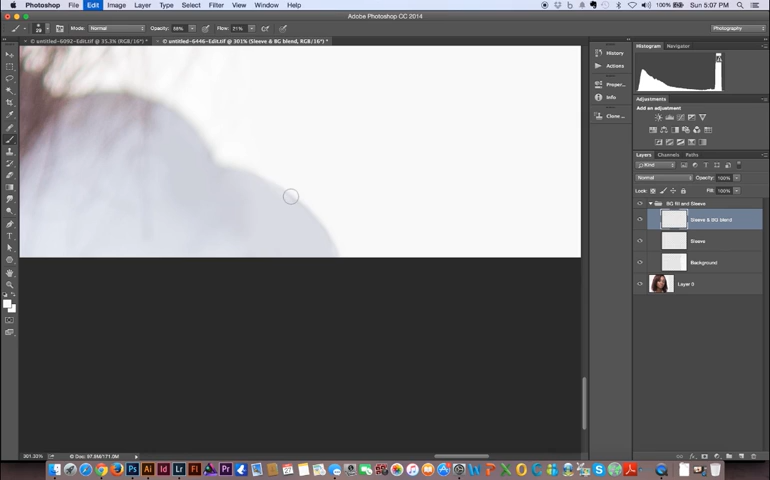 Photoshop File Edit Image Layer Type Select Filter 3D View Window Help 100% Sun 5:07 PM
Adobe Photoshop CC 2014
Mode: Normal Opacity: Flow: 21% Photography
untitled-6092-Edit.tif @ 35.3% (RGB/16*) * untitled-6446-Edit.tif @ 301% (Sleeve & BG blend, RGB/16*) *
History
Actions
Proper...
Info
Clone ...
Histogram Navigator
Adjustments
Add an adjustment
Layers Channels Paths
Kind
Normal Opacity: 100%
Lock: Fill: 100%
BG fill and Sleeve
Sleeve & BG blend
Sleeve
Background
Layer 0
Doc: 97.8M/171.0M